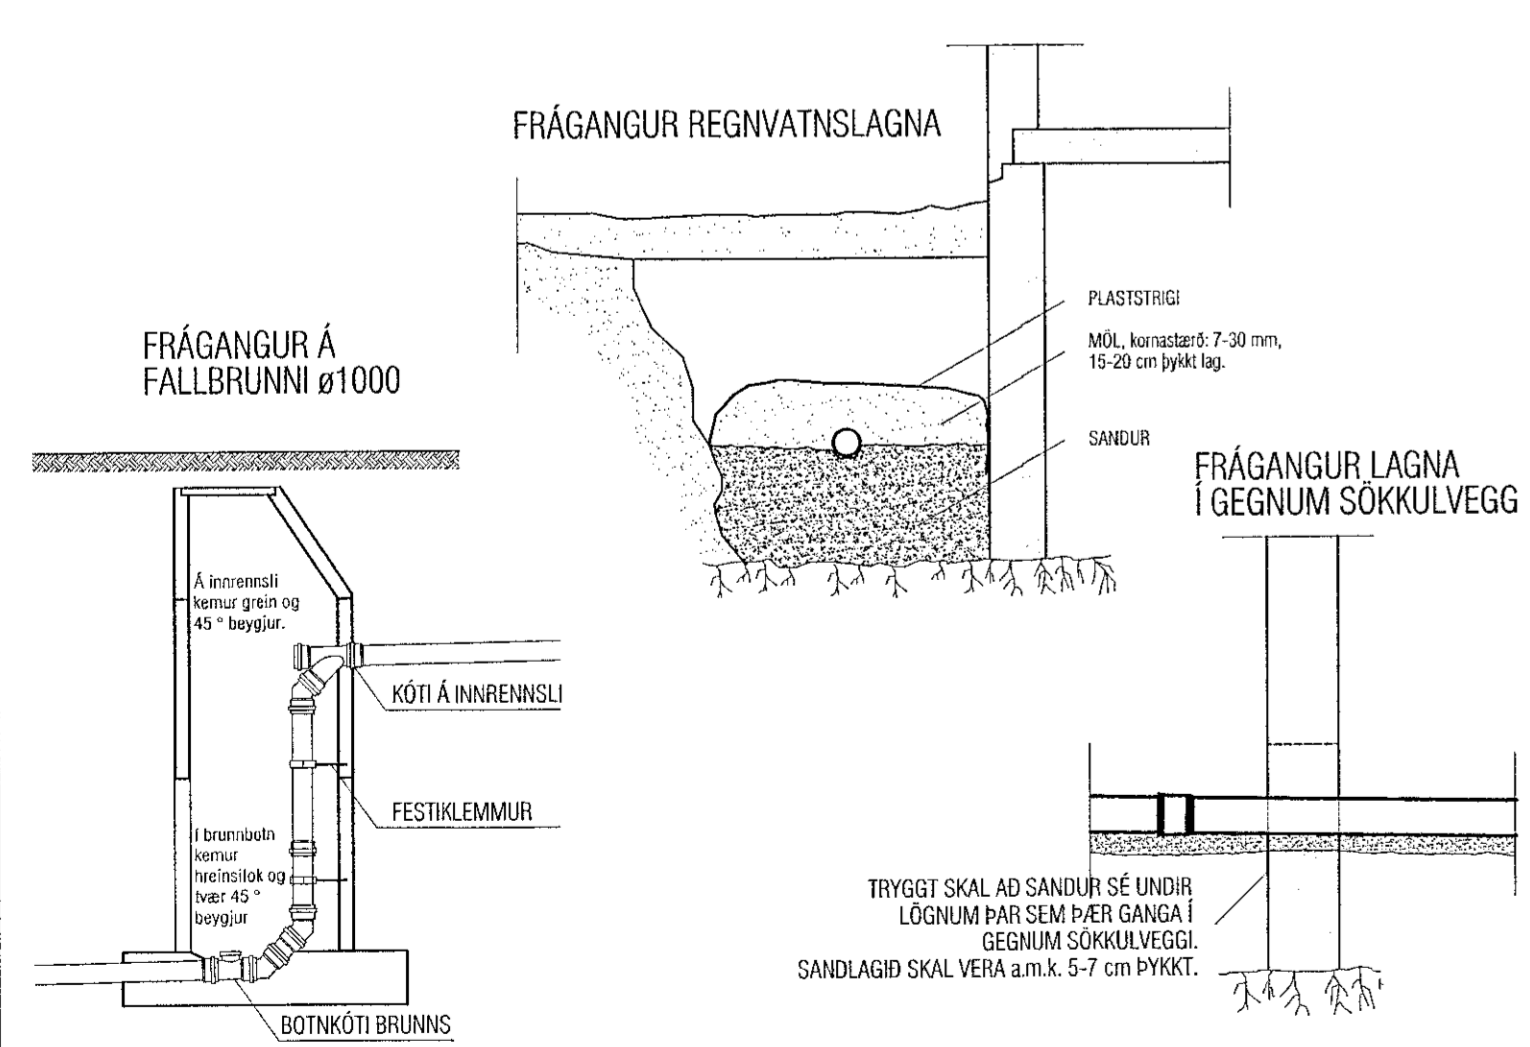 FRÁGANGUR REGNVATNSLAGNA
PLASTSTRIGI
MÖL, kornastærð: 7-30 mm,
15-20 cm þykkt lag.
SANDUR
FRÁGANGUR Á
FALLBRUNNI ø1000
Á innrennsli
kemur grein og
45 ° beygjur.
KÓTI Á INNRENNSLI
FESTIKLEMMUR
Í brunnbotn
kemur
hreinsilok og
tvær 45 °
beygjur
BOTNKÓTI BRUNNS
FRÁGANGUR LAGNA
Í GEGNUM SÖKKULVEGG
TRYGGT SKAL AÐ SANDUR SÉ UNDIR
LÖGNUM ÞAR SEM ÞÆR GANGA Í
GEGNUM SÖKKULVEGGI.
SANDLAGIÐ SKAL VERA a.m.k. 5-7 cm ÞYKKT.